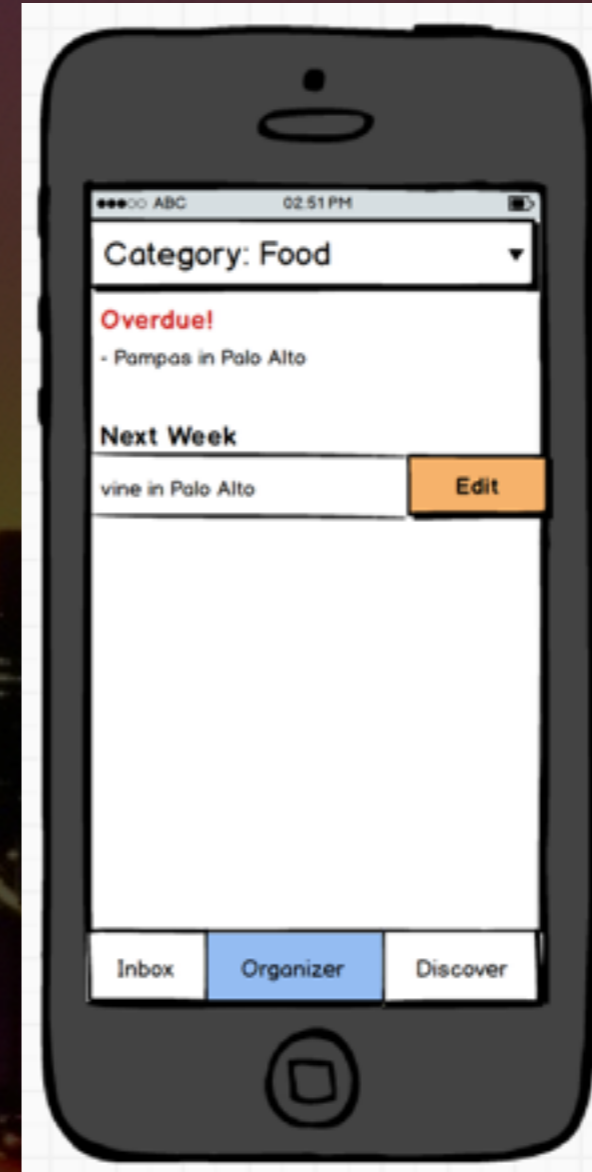 ABC 02:51 PM
Category: Food
Overdue!
- Pampas in Palo Alto
Next Week
vine in Palo Alto
Edit
Inbox Organizer Discover